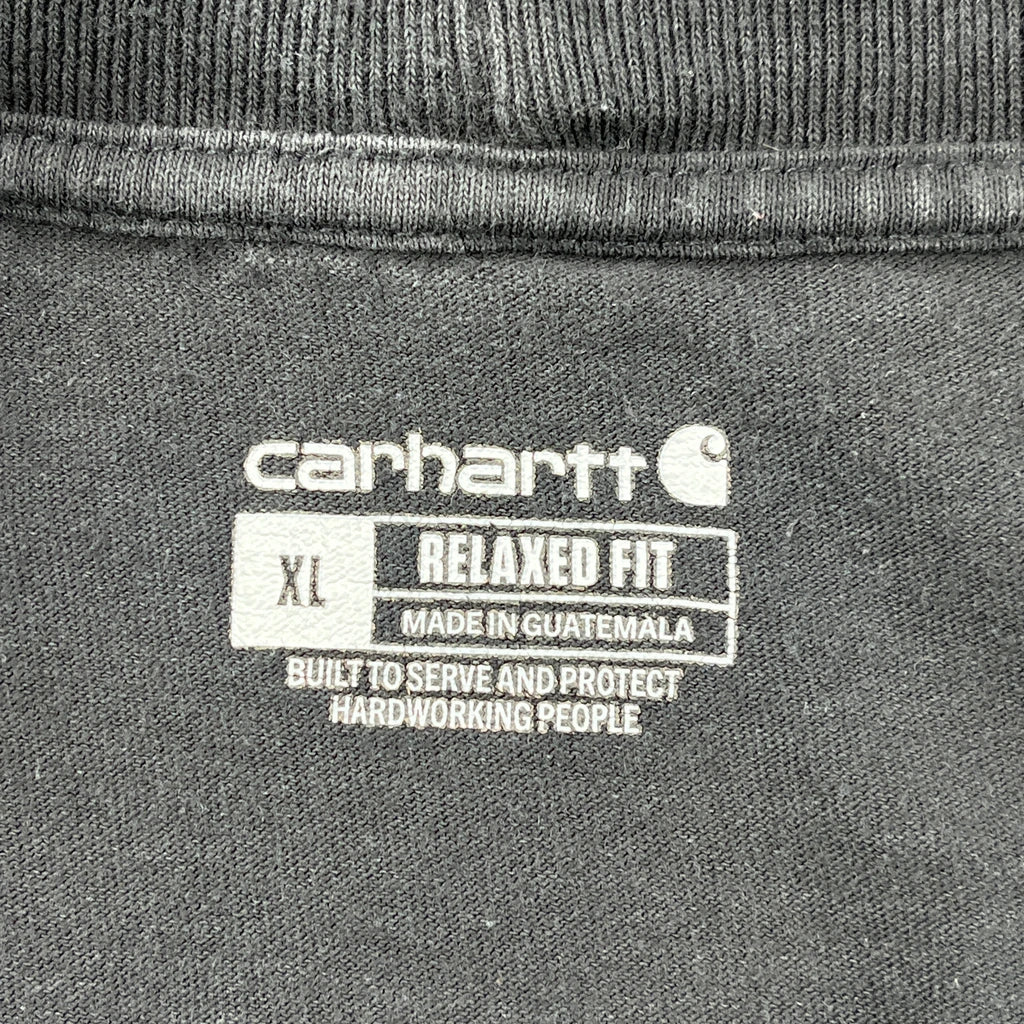 carhartt
XL
RELAXED FIT
MADE IN GUATEMALA
BUILT TO SERVE AND PROTECT
HARDWORKING PEOPLE